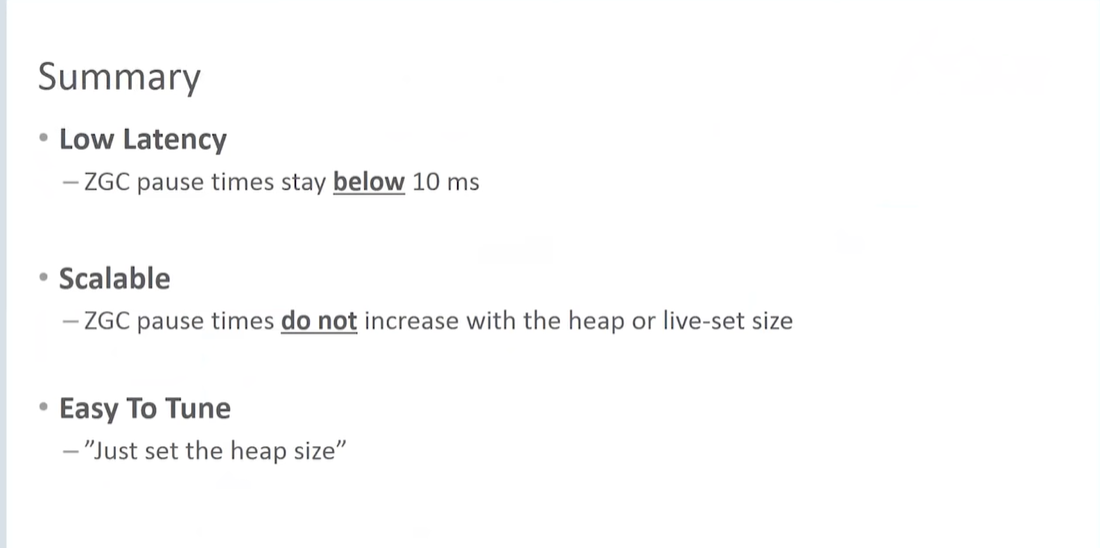 Summary
• Low Latency
– ZGC pause times stay below 10 ms
• Scalable
– ZGC pause times do not increase with the heap or live-set size
• Easy To Tune
– ”Just set the heap size”